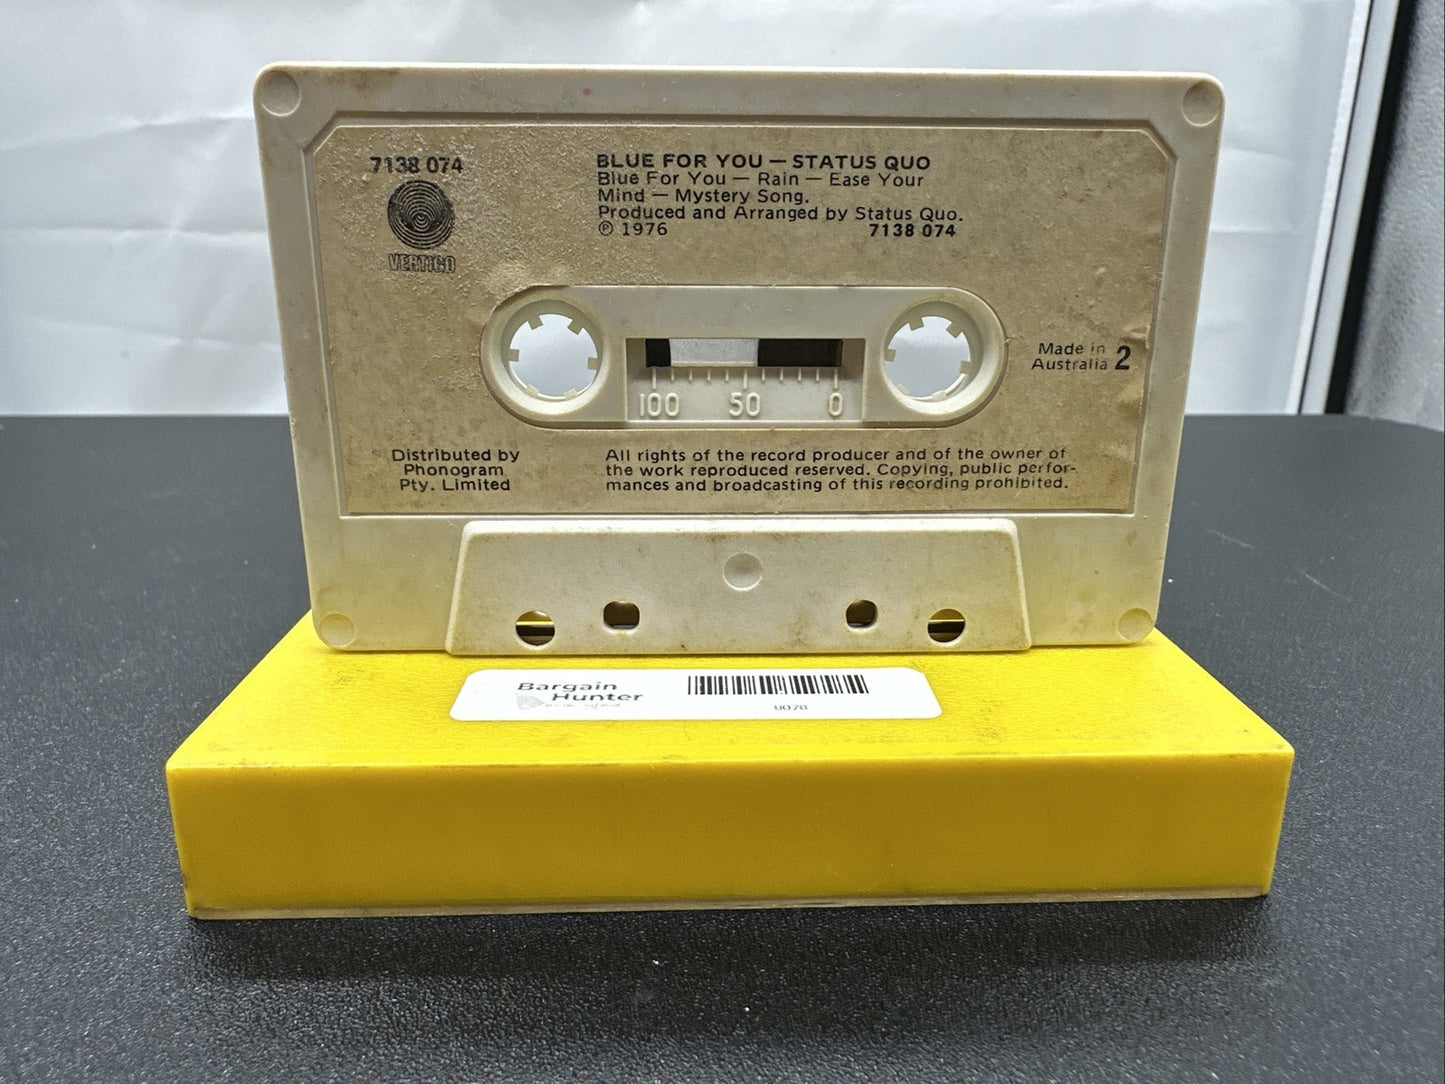 7138 074
VERTIGO
BLUE FOR YOU — STATUS QUO
Blue For You — Rain — Ease Your
Mind — Mystery Song.
Produced and Arranged by Status Quo.
℗ 1976 7138 074
100 50 0
Made in
Australia 2
Distributed by
Phonogram
Pty. Limited
All rights of the record producer and of the owner of
the work reproduced reserved. Copying, public perfor-
mances and broadcasting of this recording prohibited.
Bargain
Hunter